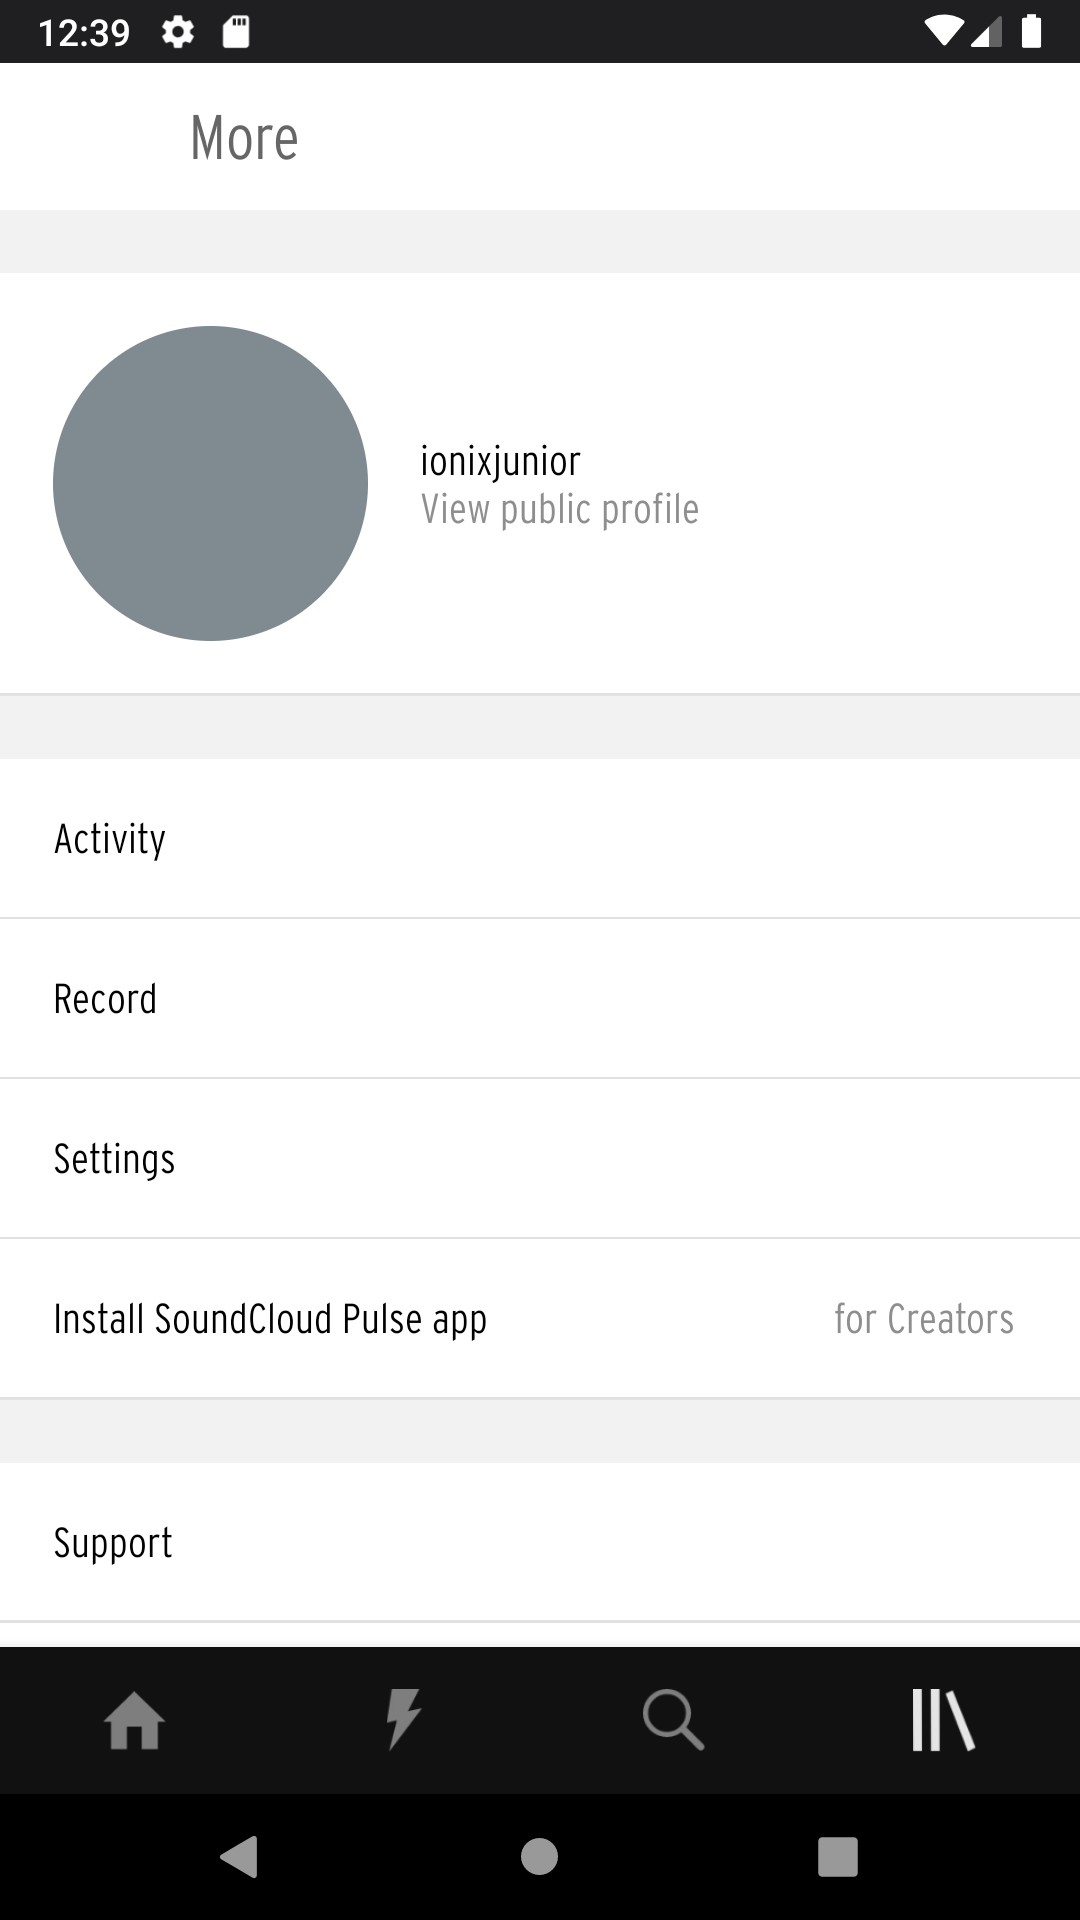 12:39
More
ionixjunior
View public profile
Activity
Record
Settings
Install SoundCloud Pulse app for Creators
Support